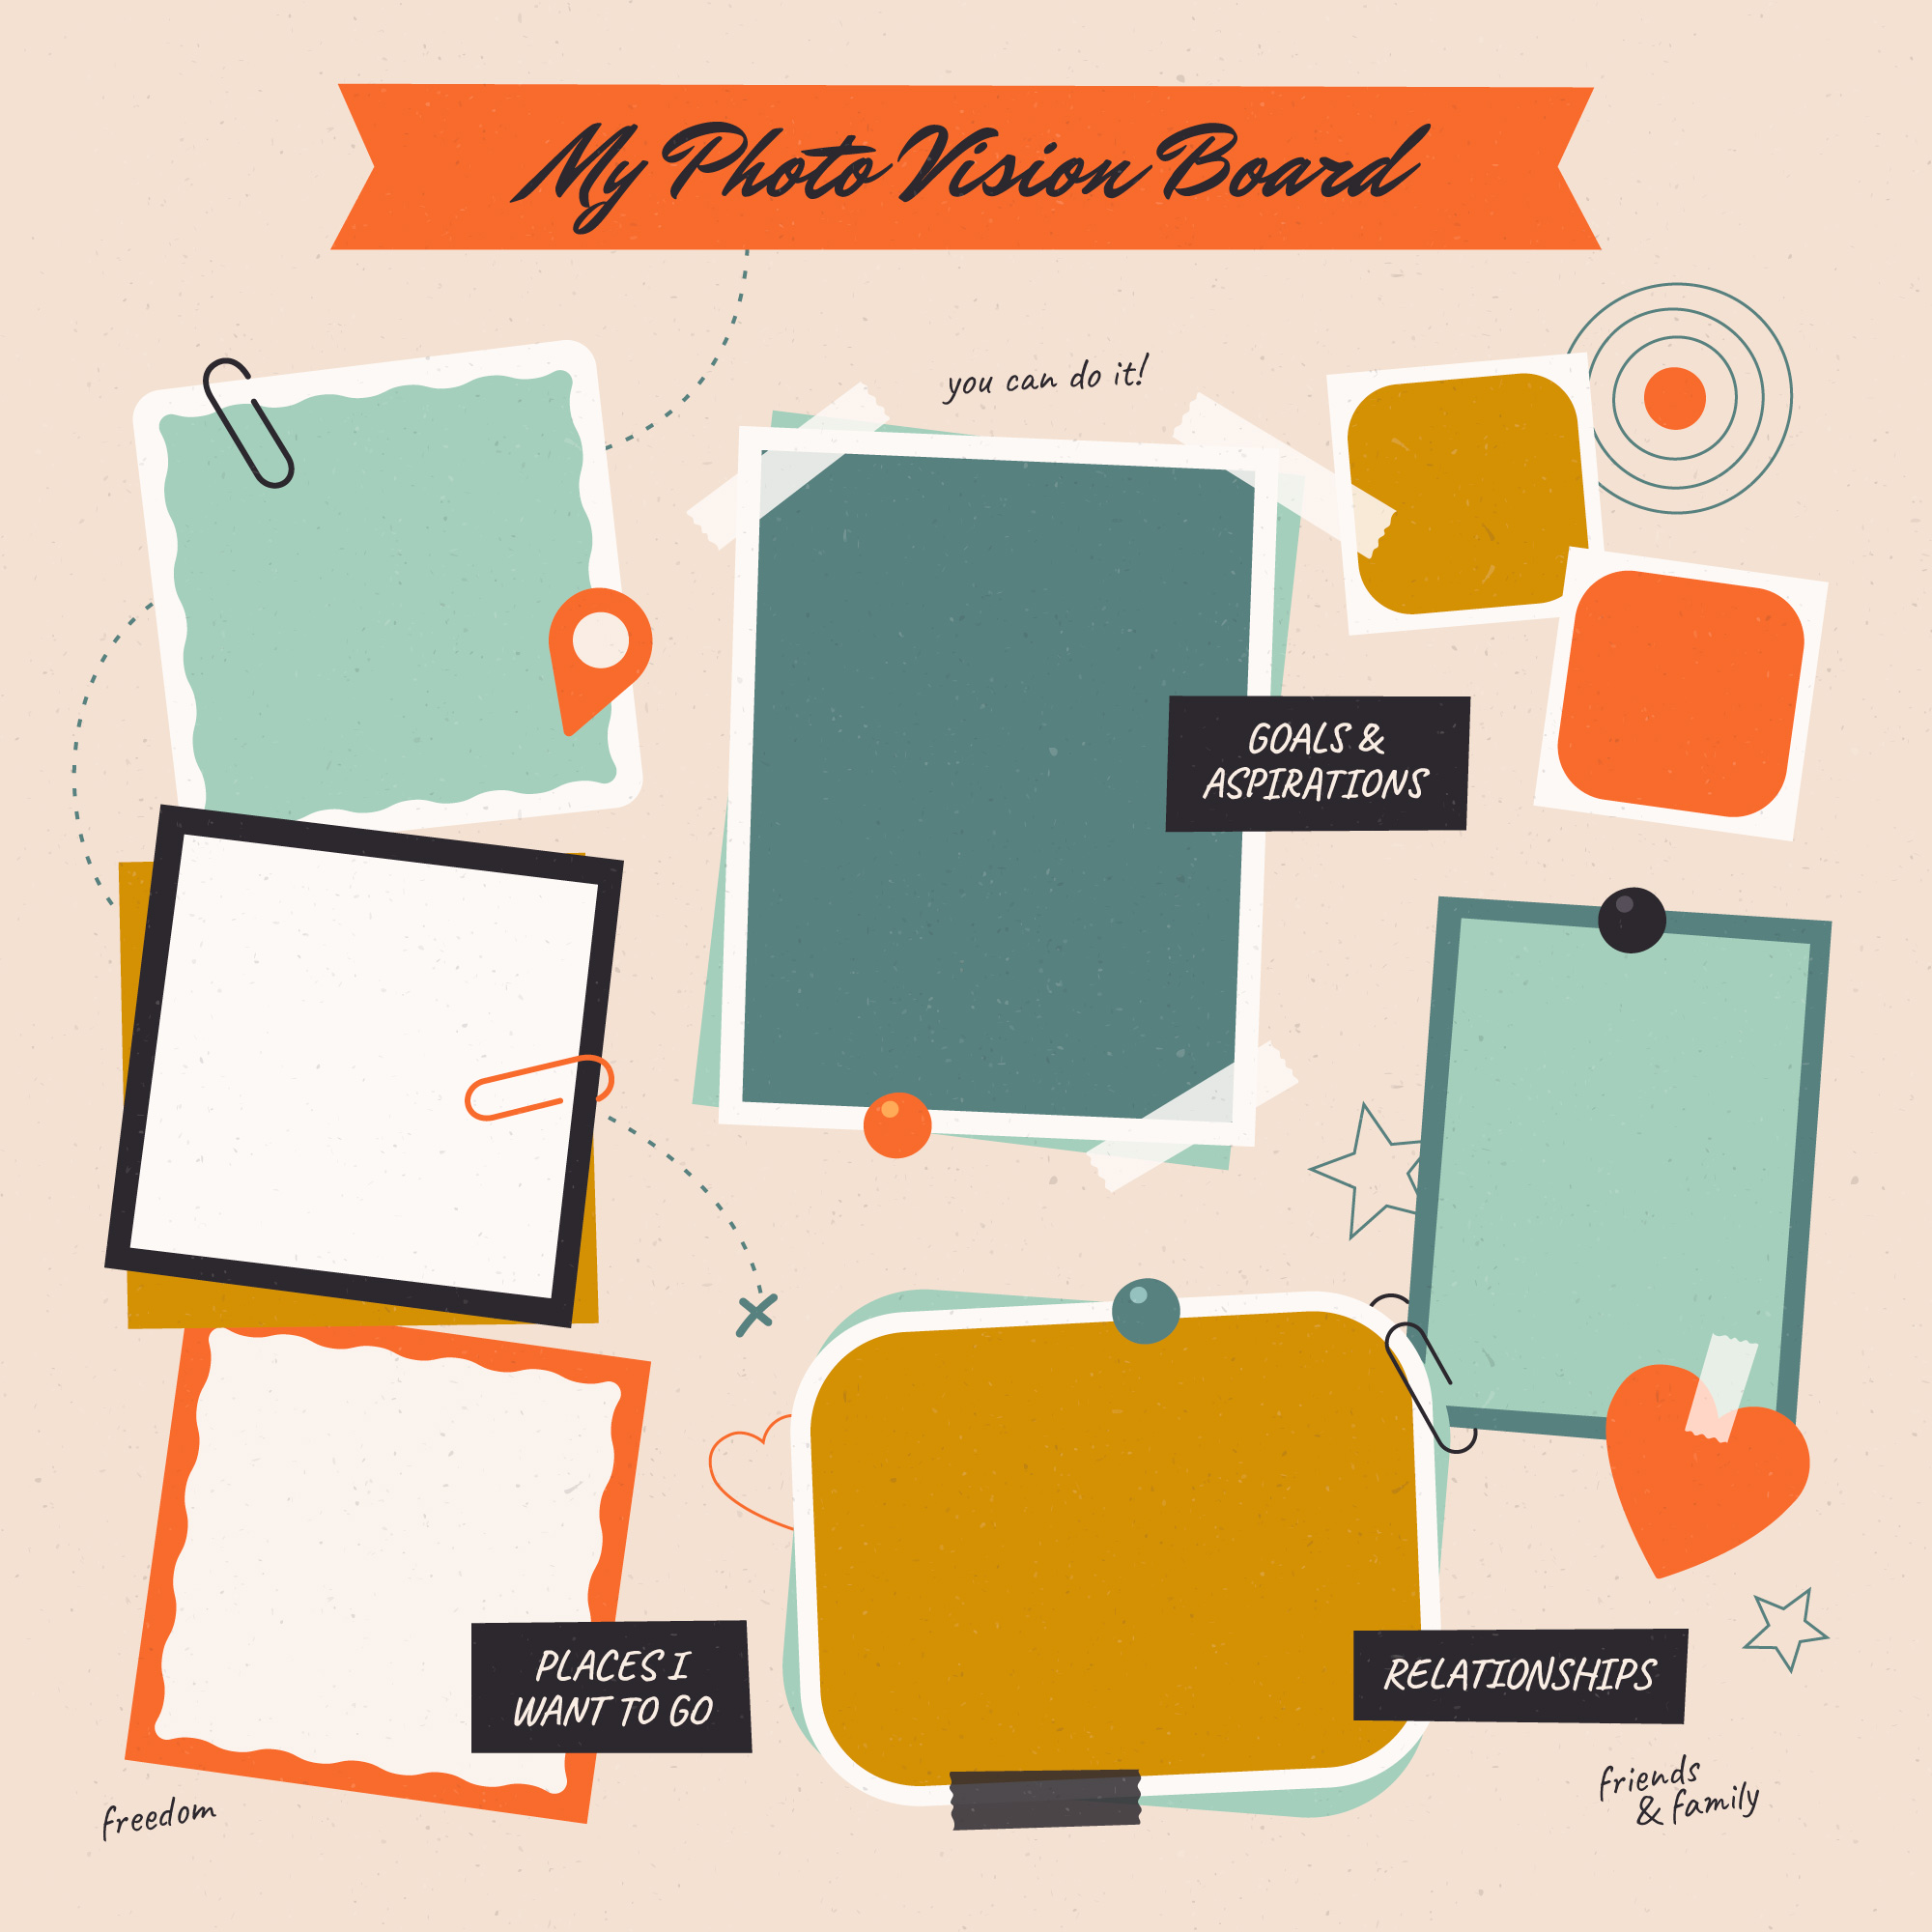 My Photo Vision Board
you can do it!
GOALS &
ASPIRATIONS
PLACES I
WANT TO GO
RELATIONSHIPS
freedom
friends
& family